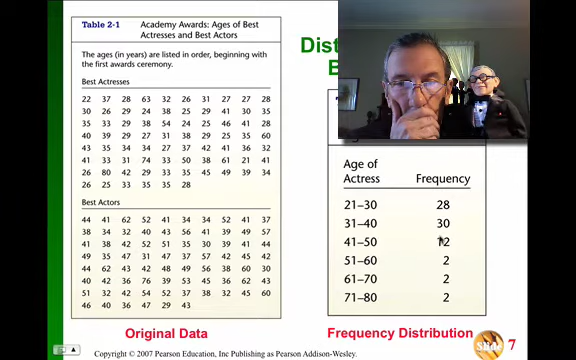 Table 2-1 Academy Awards: Ages of Best
Actresses and Best Actors
The ages (in years) are listed in order, beginning with
the first awards ceremony.
Best Actresses
22 37 28 63 32 26 31 27 27 28
30 26 29 24 38 25 29 41 30 35
35 33 29 38 54 24 25 46 41 28
40 39 29 27 31 38 29 25 35 60
43 35 34 34 27 37 42 41 36 32
41 33 31 74 33 50 38 61 21 41
26 80 42 29 33 35 45 49 39 34
26 25 33 35 35 28
Best Actors
44 41 62 52 41 34 34 52 41 37
38 34 32 40 43 56 41 39 49 57
41 38 42 52 51 35 30 39 41 44
49 35 47 31 47 37 57 42 45 42
44 62 43 42 48 49 56 38 60 30
40 42 36 76 39 53 45 36 62 43
51 32 42 54 52 37 38 32 45 60
46 40 36 47 29 43
Original Data
Age of
Actress Frequency
21–30 28
31–40 30
41–50 12
51–60 2
61–70 2
71–80 2
Frequency Distribution
Slide 7
Copyright © 2007 Pearson Education, Inc Publishing as Pearson Addison-Wesley.